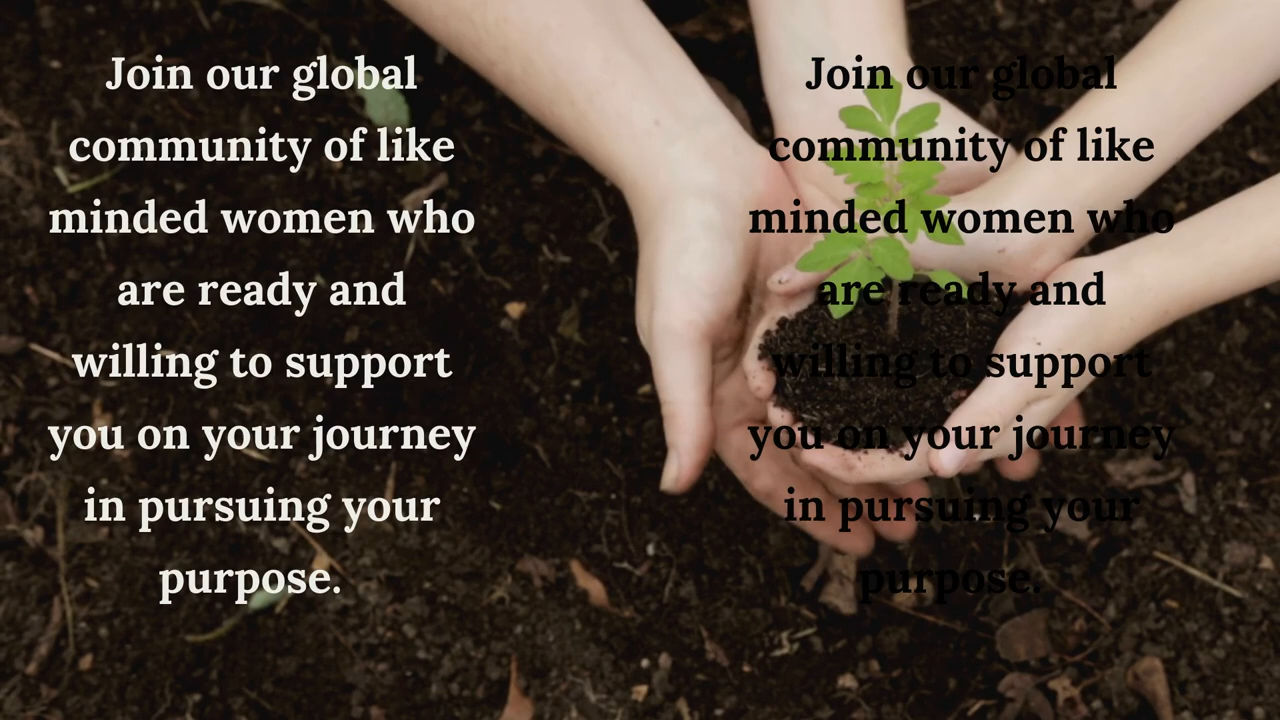 Join our global
community of like
minded women who
are ready and
willing to support
you on your journey
in pursuing your
purpose.
Join our global
community of like
minded women who
are ready and
willing to support
you on your journey
in pursuing your
purpose.